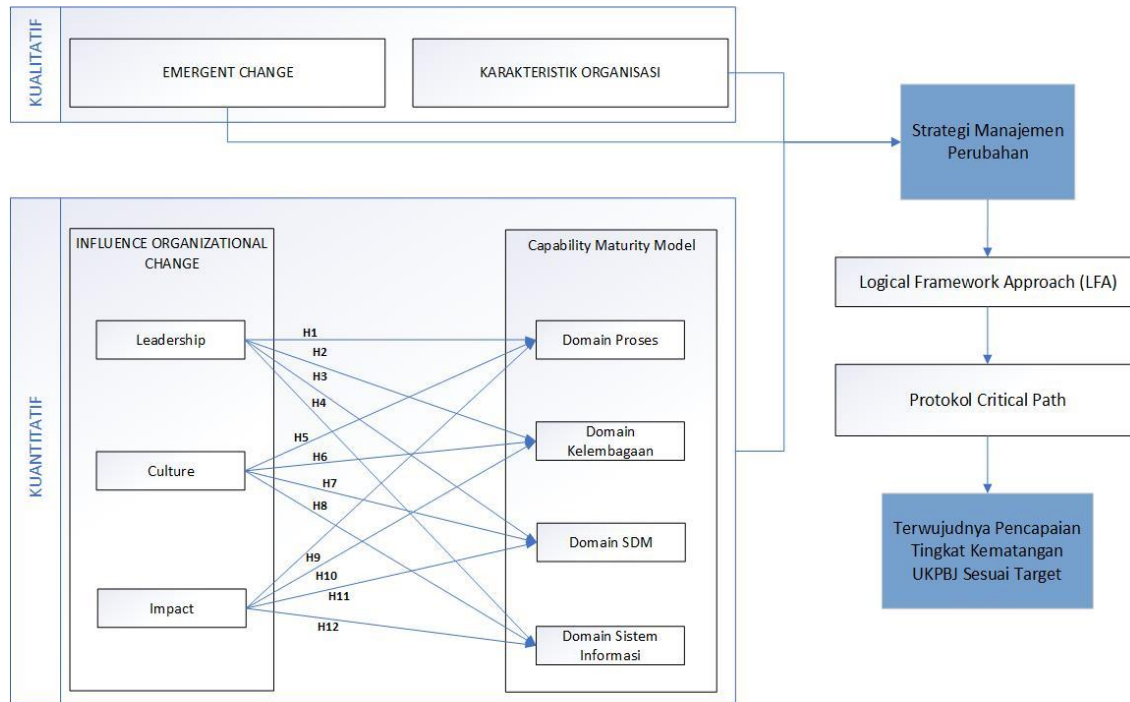 KUALITATIF
EMERGENT CHANGE
KARAKTERISTIK ORGANISASI
Strategi Manajemen
Perubahan
Logical Framework Approach (LFA)
Protokol Critical Path
Terwujudnya Pencapaian
Tingkat Kematangan
UKPBJ Sesuai Target
KUANTITATIF
INFLUENCE ORGANIZATIONAL
CHANGE
Leadership
Culture
Impact
H1
H2
H3
H4
H5
H6
H7
H8
H9
H10
H11
H12
Capability Maturity Model
Domain Proses
Domain
Kelembagaan
Domain SDM
Domain Sistem
Informasi